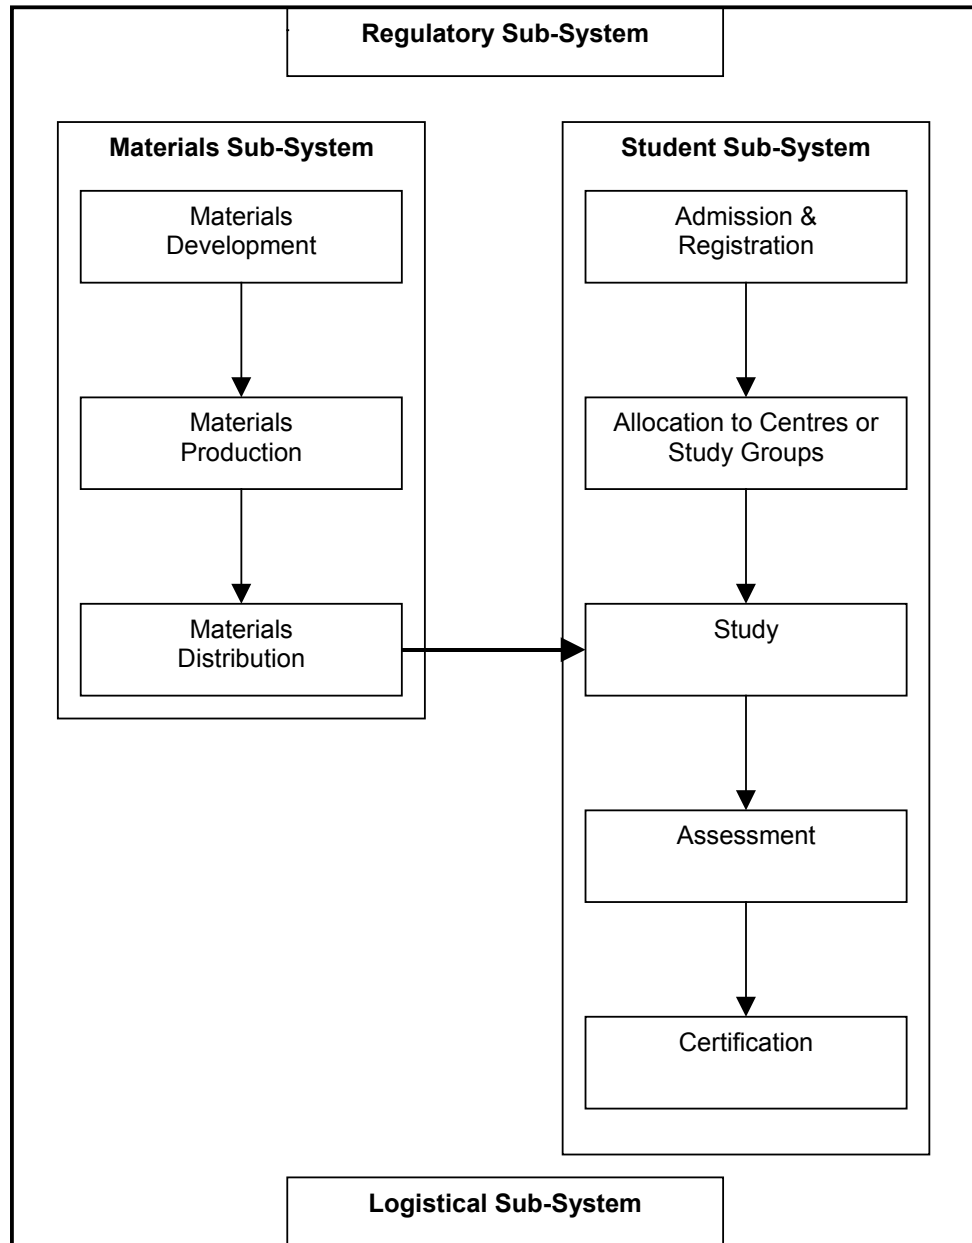 Regulatory Sub-System
Materials Sub-System
Materials
Development
Materials
Production
Materials
Distribution
Student Sub-System
Admission &
Registration
Allocation to Centres or
Study Groups
Study
Assessment
Certification
Logistical Sub-System